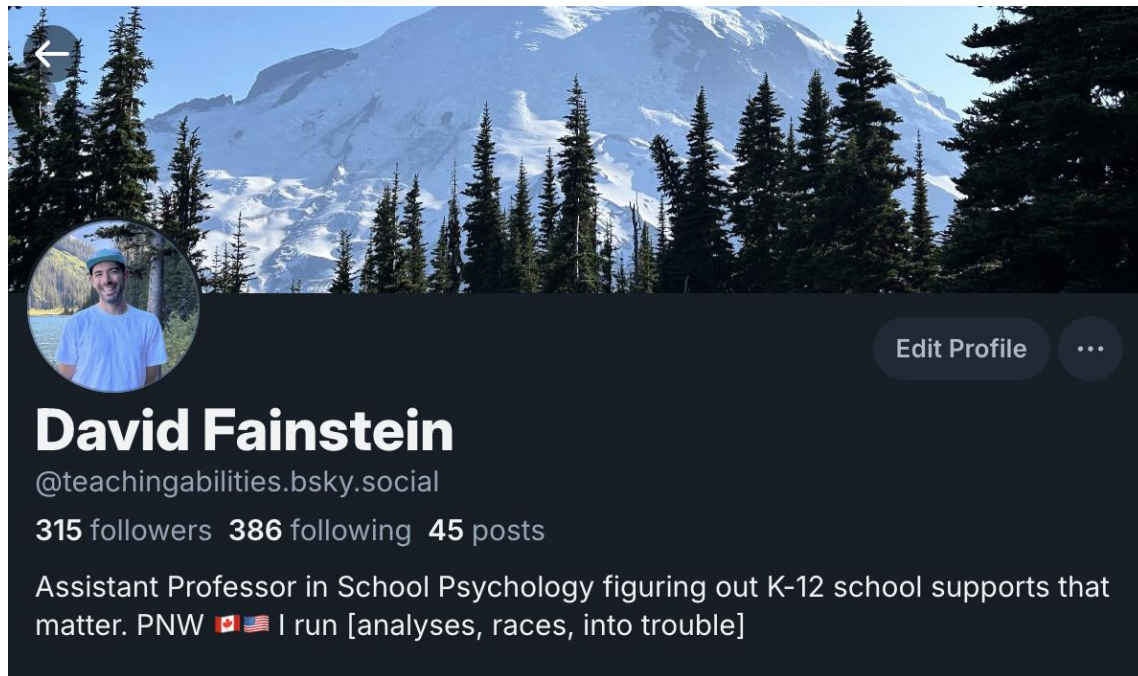 Edit Profile
David Fainstein
@teachingabilities.bsky.social
315 followers 386 following 45 posts
Assistant Professor in School Psychology figuring out K-12 school supports that
matter. PNW 🇨🇦🇺🇸 I run [analyses, races, into trouble]